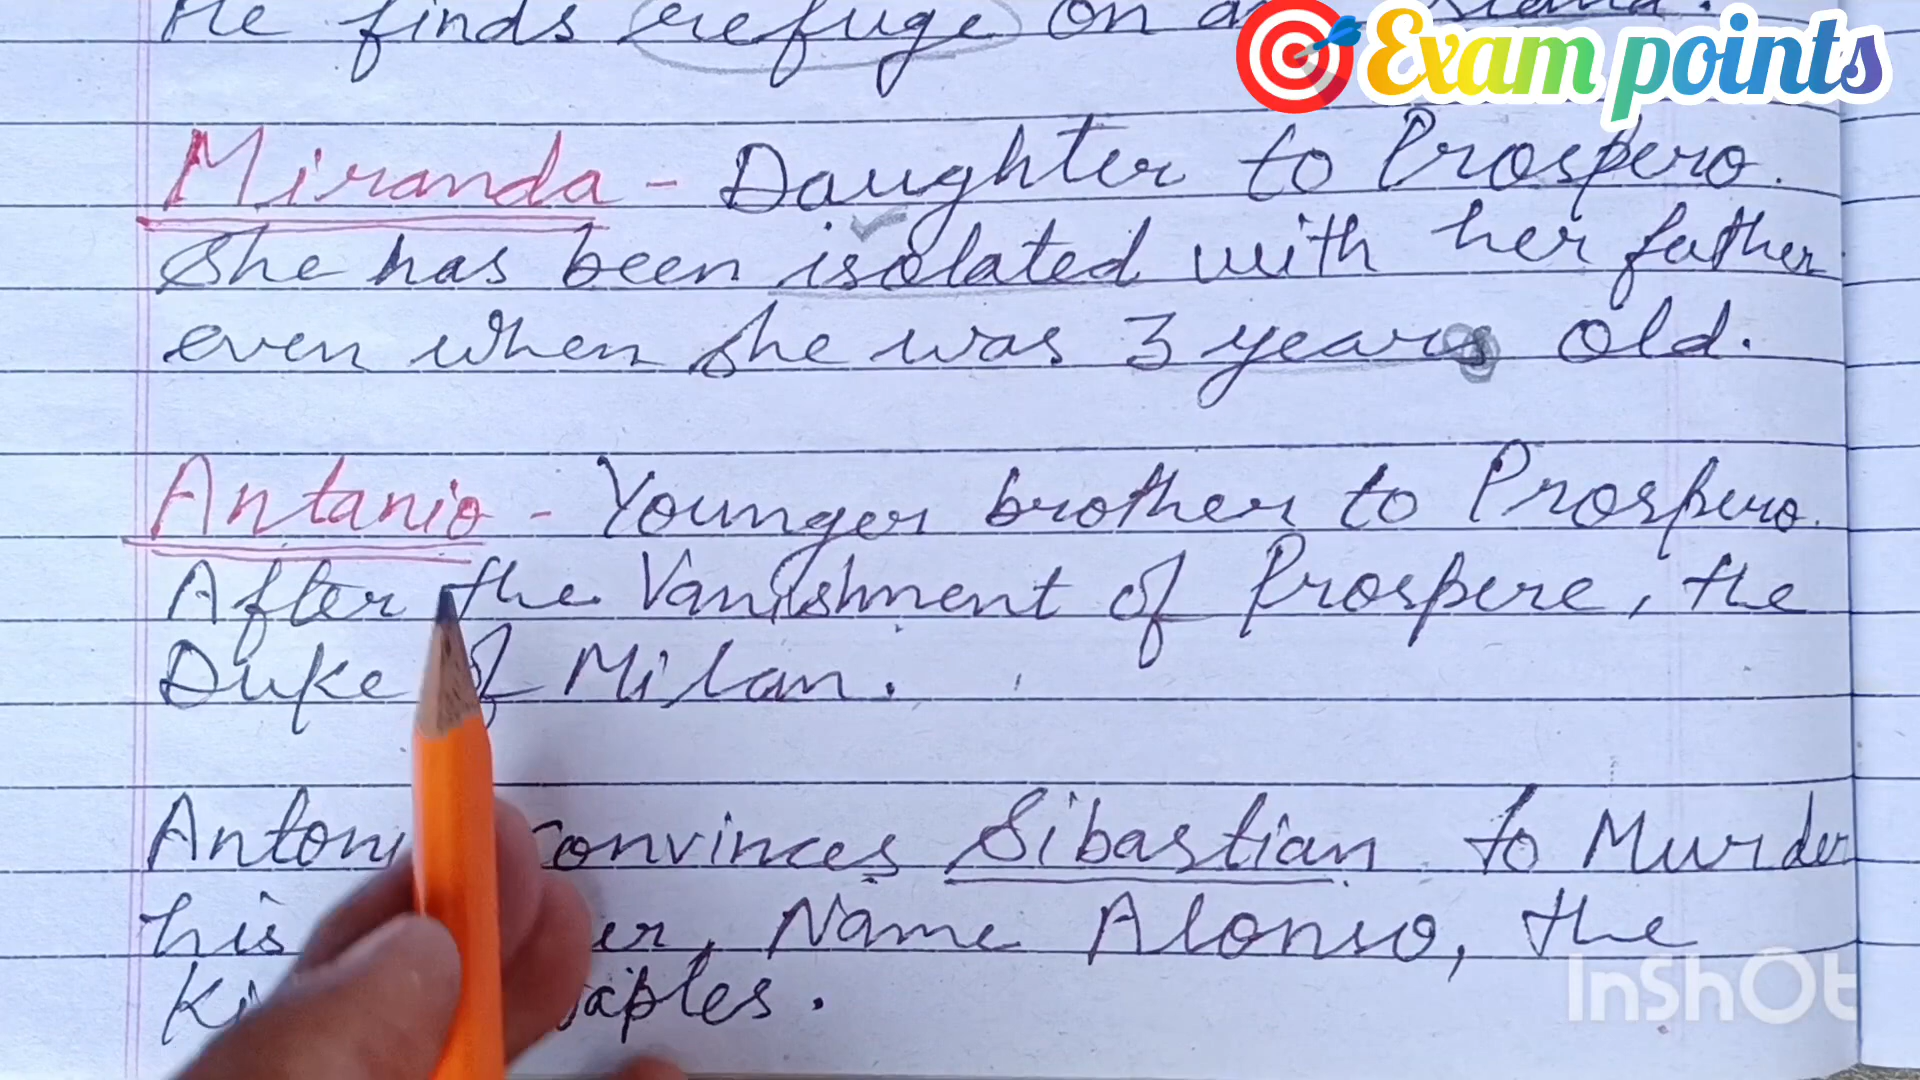 He finds refuge on an
Exam points
Miranda - Daughter to Prospero.
She has been isolated with her father
even when she was 3 years old.
Antanio - Younger brother to Prospero.
After the Vanishment of Prospere, the
Duke of Milan.
convinces Sibastian to Murder
his Name Alonso, the
InShOt